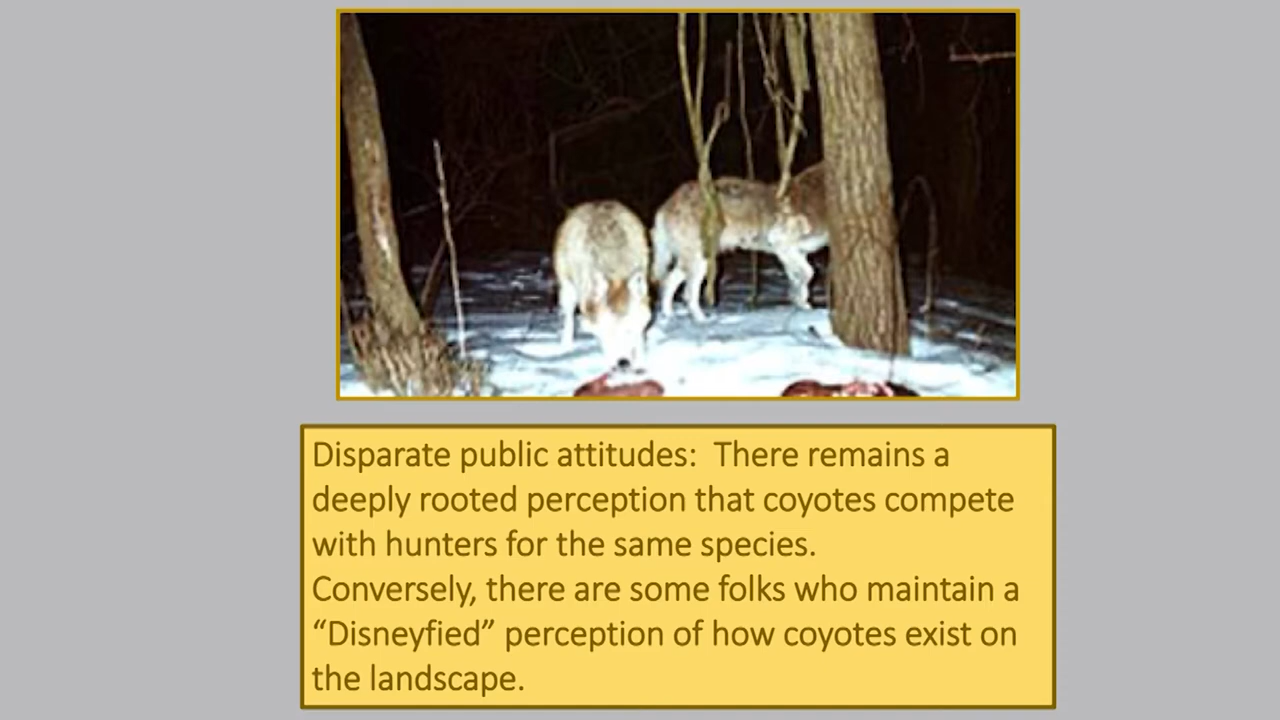 Disparate public attitudes:  There remains a
deeply rooted perception that coyotes compete
with hunters for the same species.
Conversely, there are some folks who maintain a
“Disneyfied” perception of how coyotes exist on
the landscape.